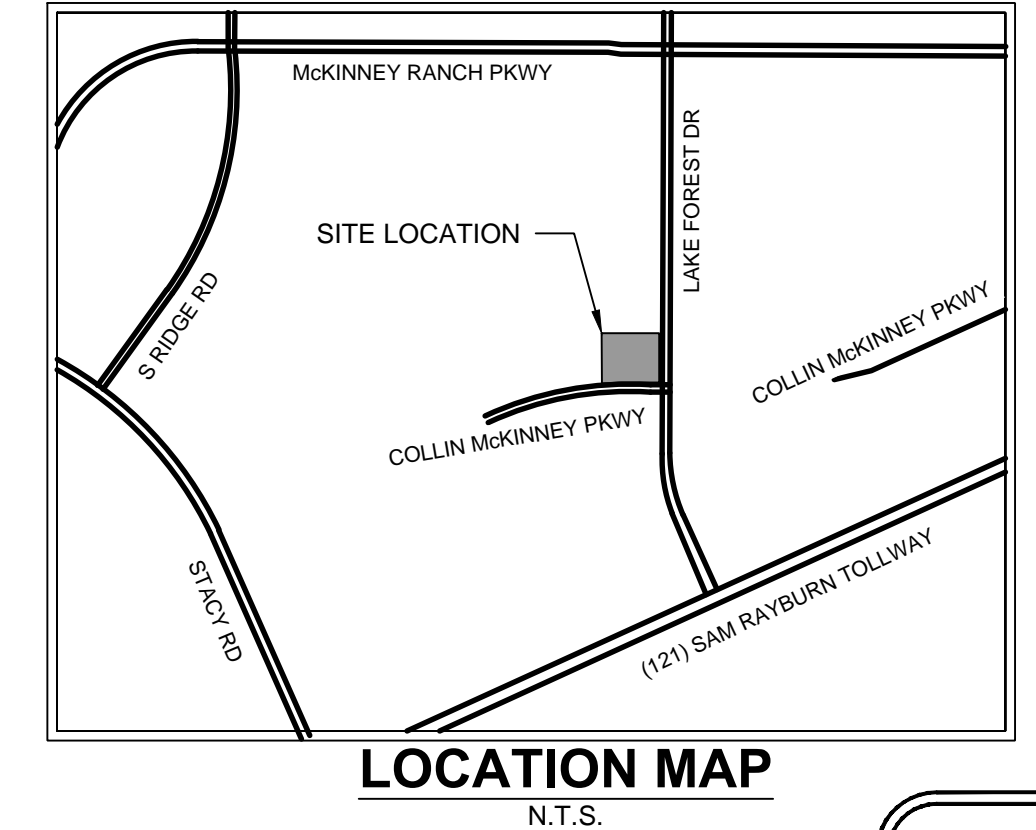 McKINNEY RANCH PKWY
LAKE FOREST DR
SITE LOCATION
S RIDGE RD
COLLIN McKINNEY PKWY
COLLIN McKINNEY PKWY
STACY RD
(121) SAM RAYBURN TOLLWAY
LOCATION MAP
N.T.S.